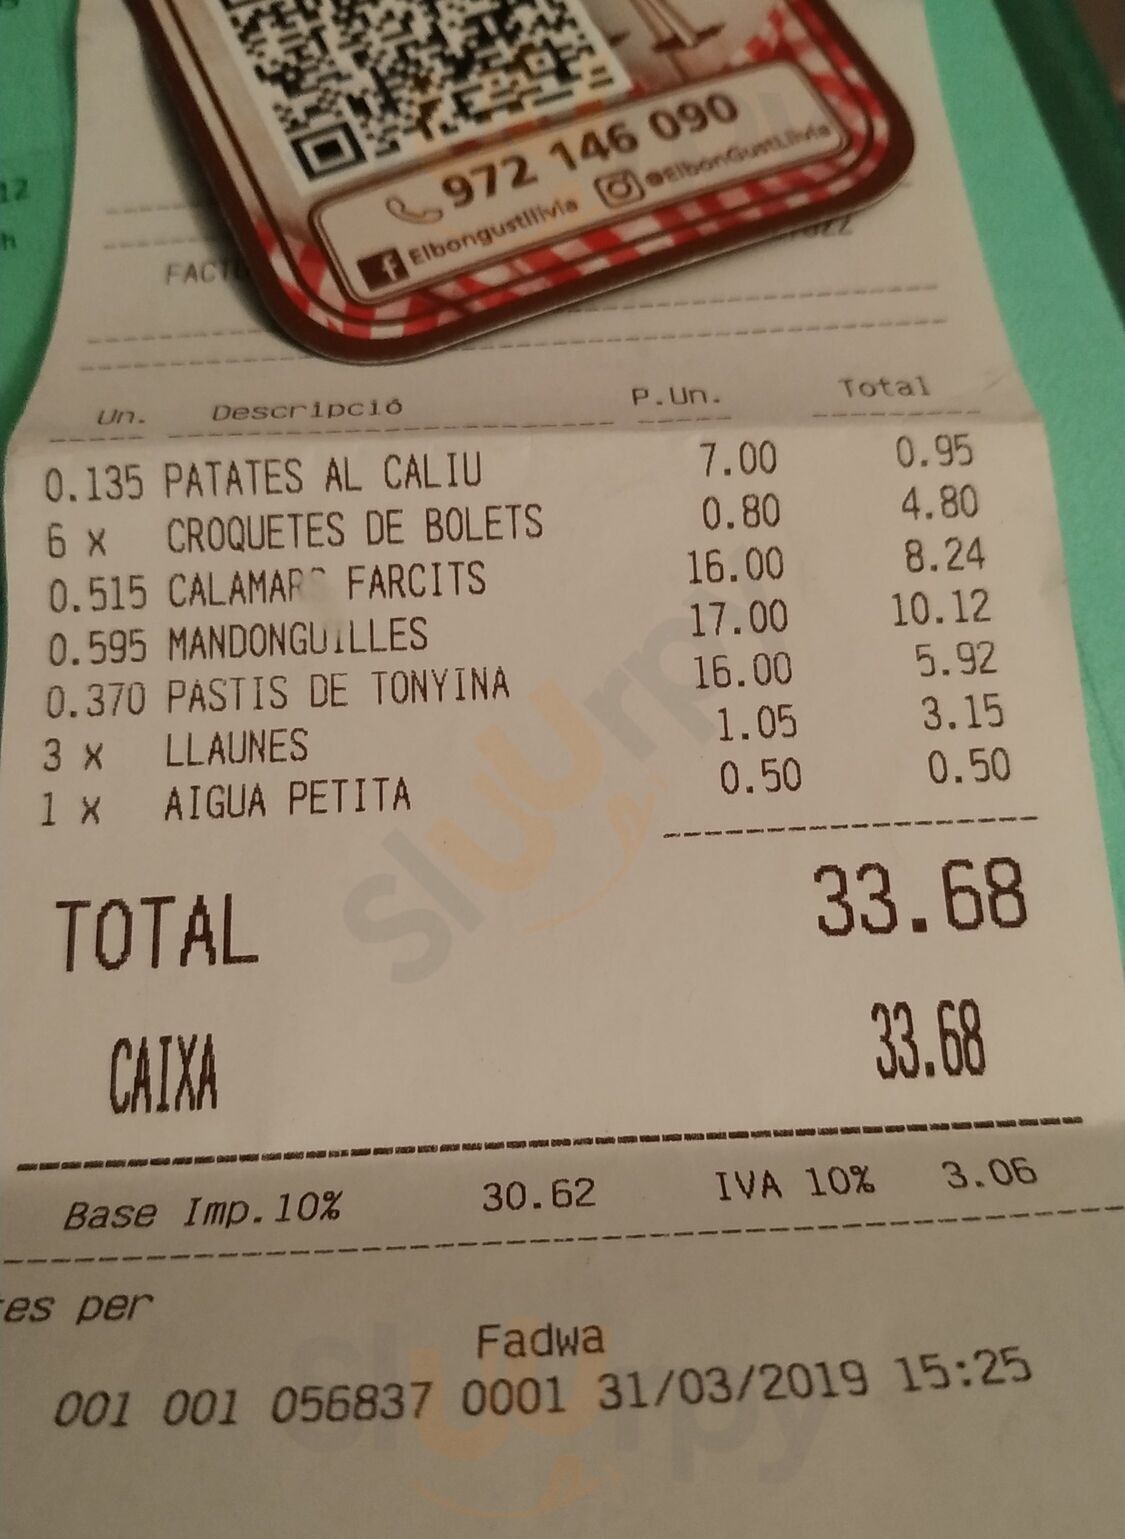 972 146 090
Elbongustllivia @ElbonGustLlivia
12
h
Un. Descripció P.Un. Total
0.135 PATATES AL CALIU 7.00 0.95
6 x CROQUETES DE BOLETS 0.80 4.80
0.515 CALAMARS FARCITS 16.00 8.24
0.595 MANDONGUILLES 17.00 10.12
0.370 PASTIS DE TONYINA 16.00 5.92
3 x LLAUNES 1.05 3.15
1 x AIGUA PETITA 0.50 0.50
TOTAL 33.68
CAIXA 33.68
Base Imp.10% 30.62 IVA 10% 3.06
es per
Fadwa
001 001 056837 0001 31/03/2019 15:25
sluurpy
sluurpy